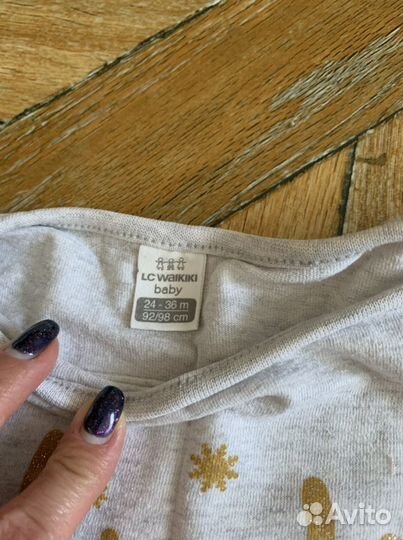 LC WAIKIKI
baby
24 - 36 m
92/98 cm
Avito